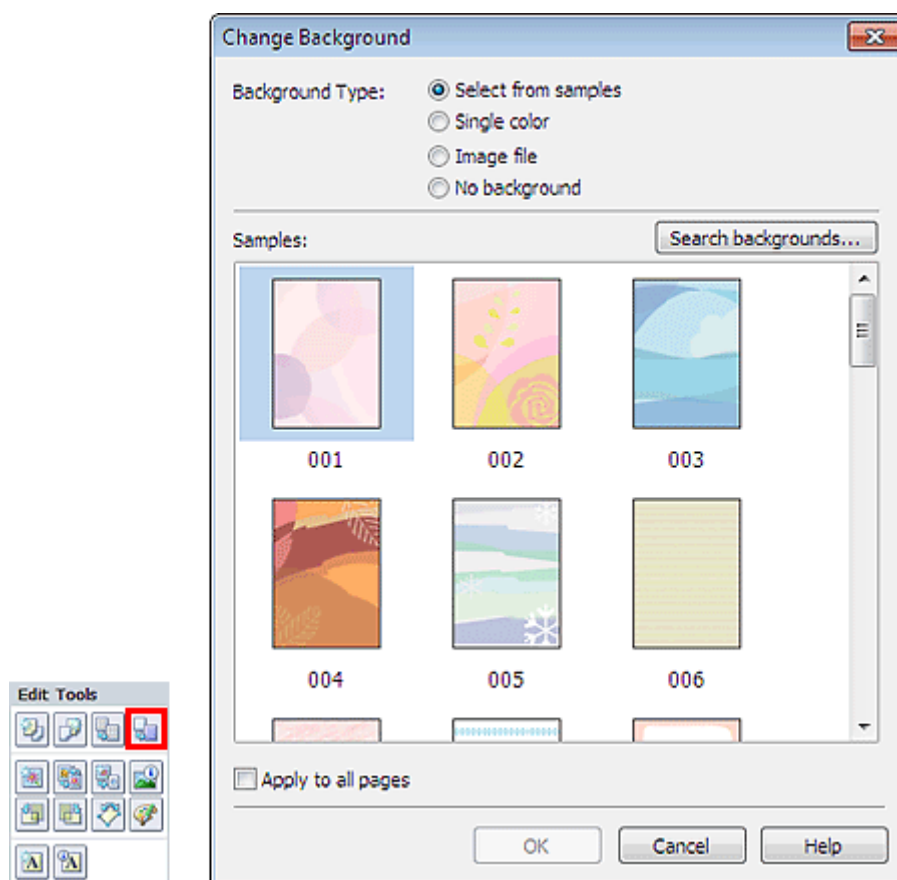 Change Background
Background Type:
Select from samples
Single color
Image file
No background
Samples:
Search backgrounds...
001 002 003
004 005 006
Apply to all pages
OK Cancel Help
Edit Tools
A A